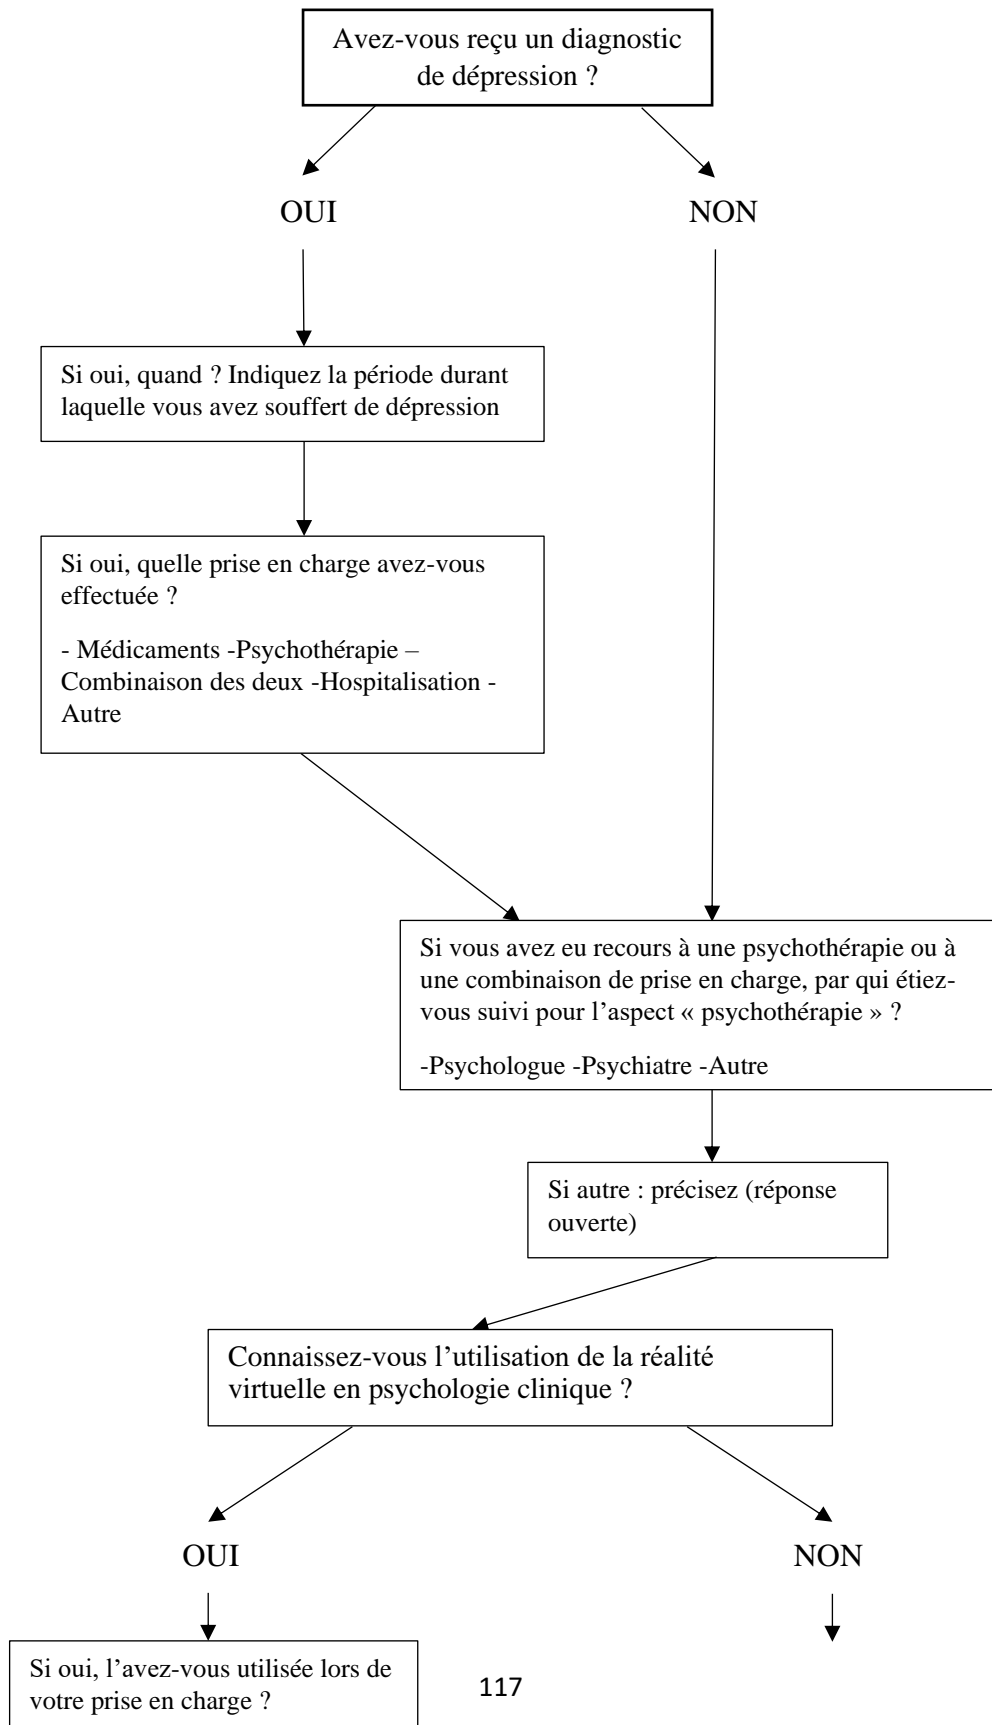 Avez-vous reçu un diagnostic
de dépression ?
OUI
NON
Si oui, quand ? Indiquez la période durant
laquelle vous avez souffert de dépression
Si oui, quelle prise en charge avez-vous
effectuée ?
- Médicaments -Psychothérapie –
Combinaison des deux -Hospitalisation -
Autre
Si vous avez eu recours à une psychothérapie ou à
une combinaison de prise en charge, par qui étiez-
vous suivi pour l’aspect « psychothérapie » ?
-Psychologue -Psychiatre -Autre
Si autre : précisez (réponse
ouverte)
Connaissez-vous l’utilisation de la réalité
virtuelle en psychologie clinique ?
OUI
NON
Si oui, l’avez-vous utilisée lors de
votre prise en charge ?
117